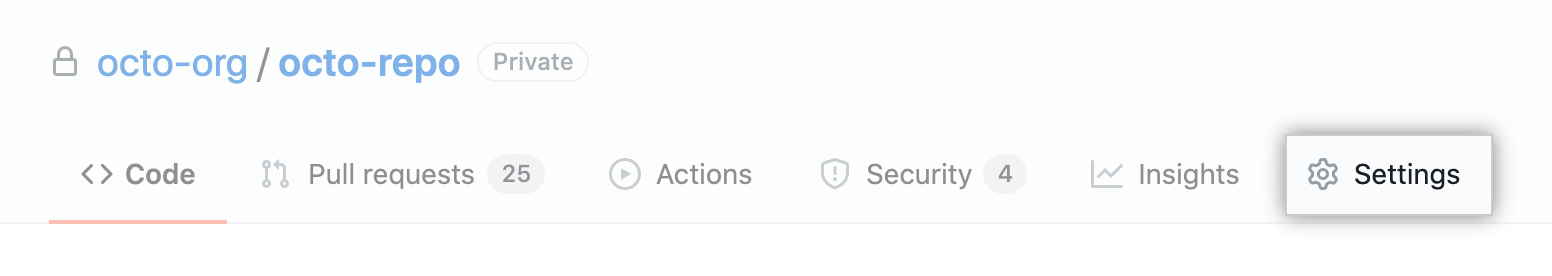 octo-org / octo-repo Private
Code Pull requests 25 Actions Security 4 Insights Settings